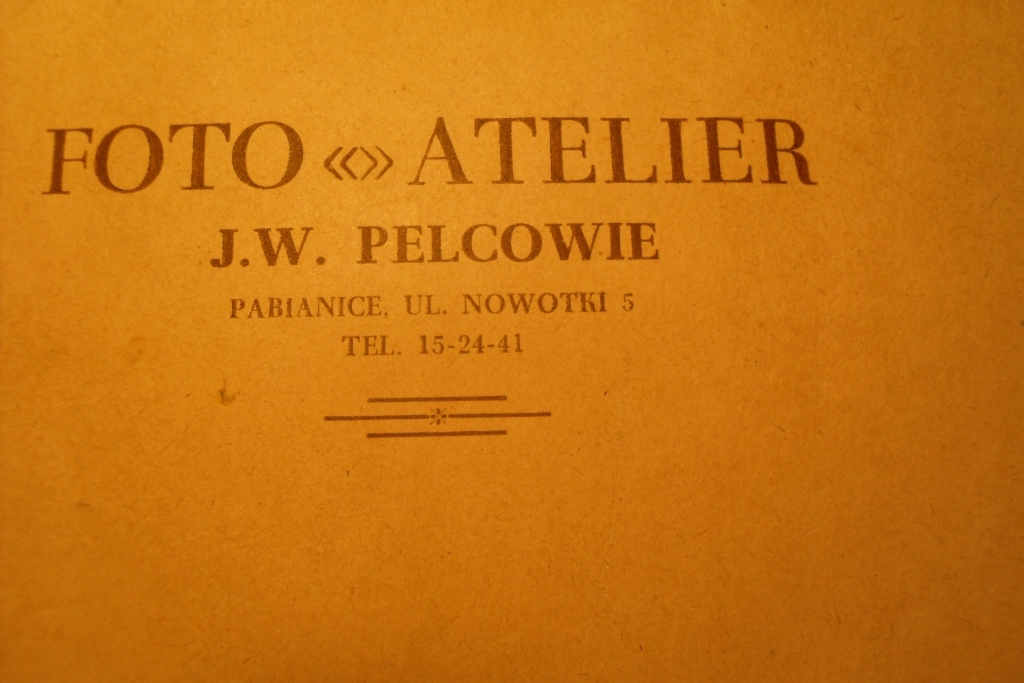 FOTO «◇» ATELIER
J.W. PELCOWIE
PABIANICE, UL. NOWOTKI 5
TEL. 15-24-41